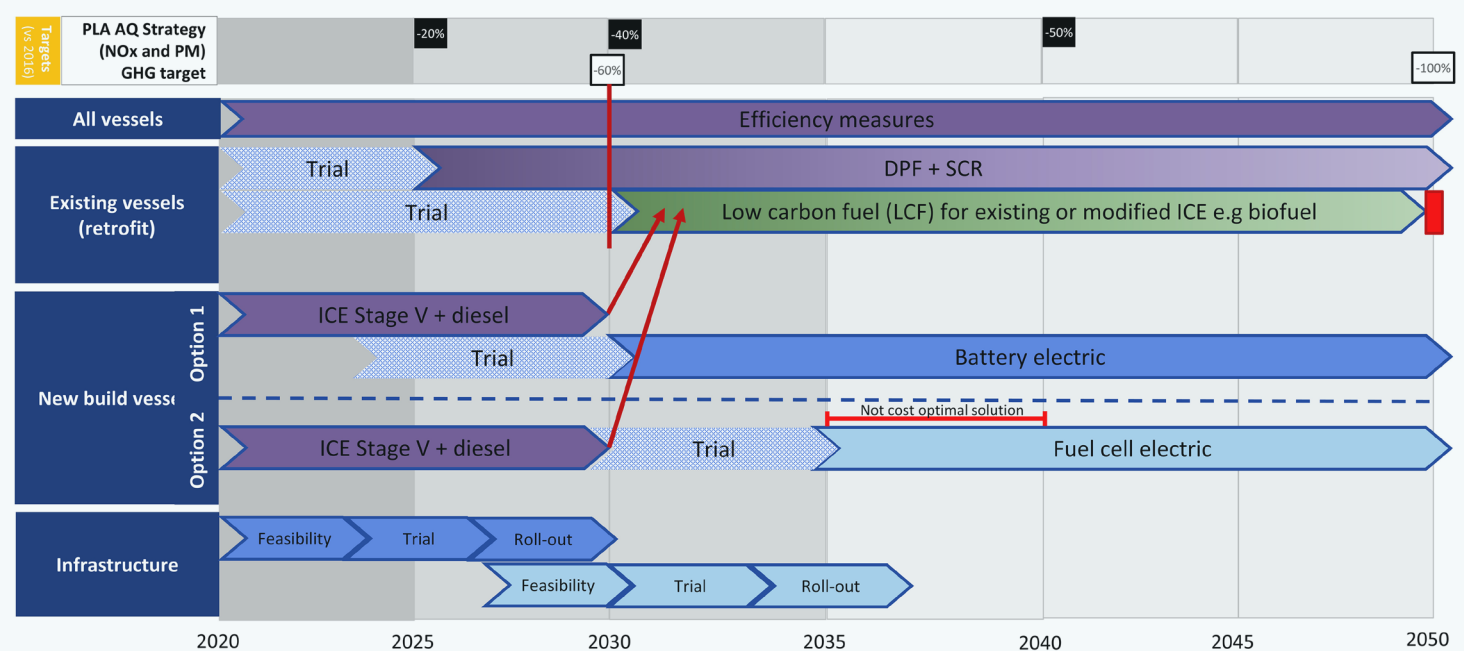 Targets
(vs 2016)
PLA AQ Strategy
(NOx and PM)
GHG target
-20%
-40%
-50%
-60%
-100%
All vessels
Efficiency measures
Existing vessels
(retrofit)
Trial
DPF + SCR
Trial
Low carbon fuel (LCF) for existing or modified ICE e.g biofuel
New build vesse
Option 1
ICE Stage V + diesel
Trial
Battery electric
Option 2
Not cost optimal solution
ICE Stage V + diesel
Trial
Fuel cell electric
Infrastructure
Feasibility
Trial
Roll-out
Feasibility
Trial
Roll-out
2020
2025
2030
2035
2040
2045
2050